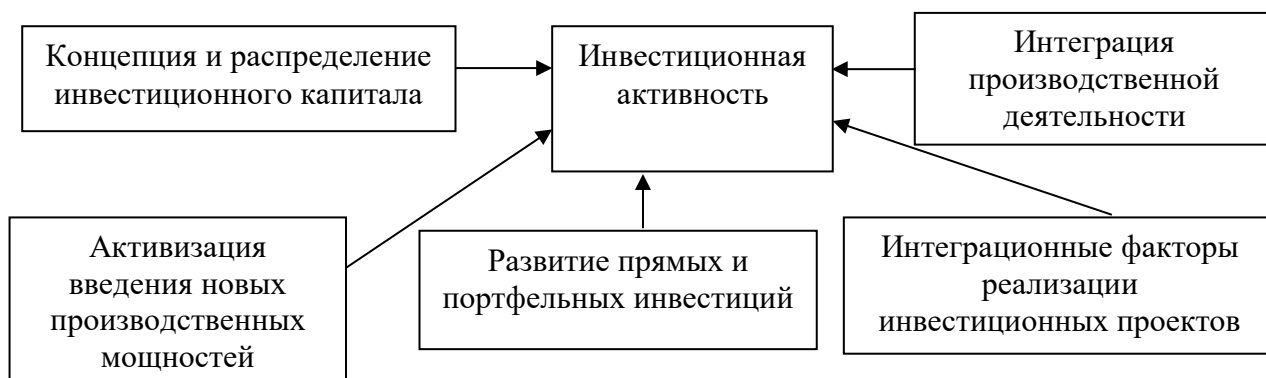 Концепция и распределение
инвестиционного капитала
Инвестиционная
активность
Интеграция
производственной
деятельности
Активизация
введения новых
производственных
мощностей
Развитие прямых и
портфельных инвестиций
Интеграционные факторы
реализации
инвестиционных проектов